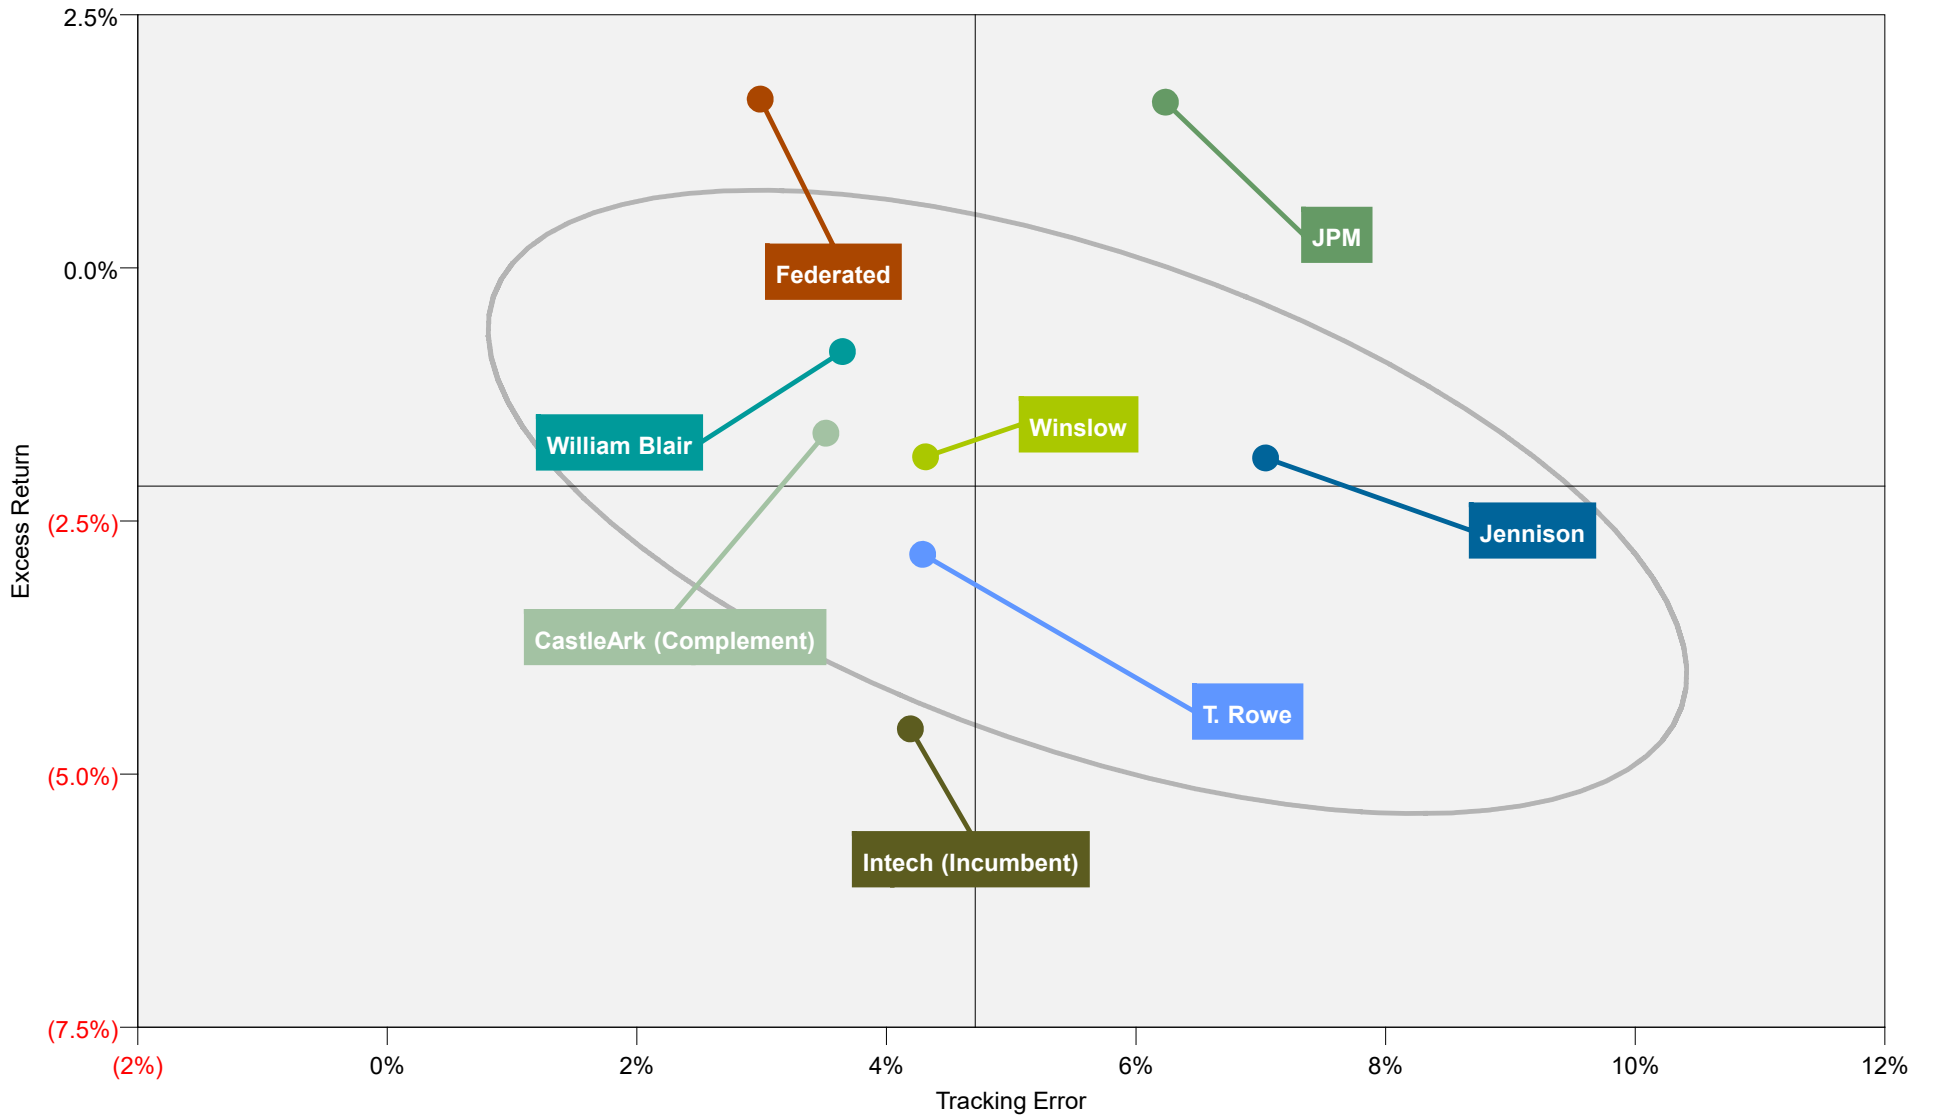 2.5%
0.0%
(2.5%)
(5.0%)
(7.5%)
Excess Return
Federated
JPM
William Blair
Winslow
Jennison
CastleArk (Complement)
T. Rowe
Intech (Incumbent)
(2%)
0%
2%
4%
6%
8%
10%
12%
Tracking Error